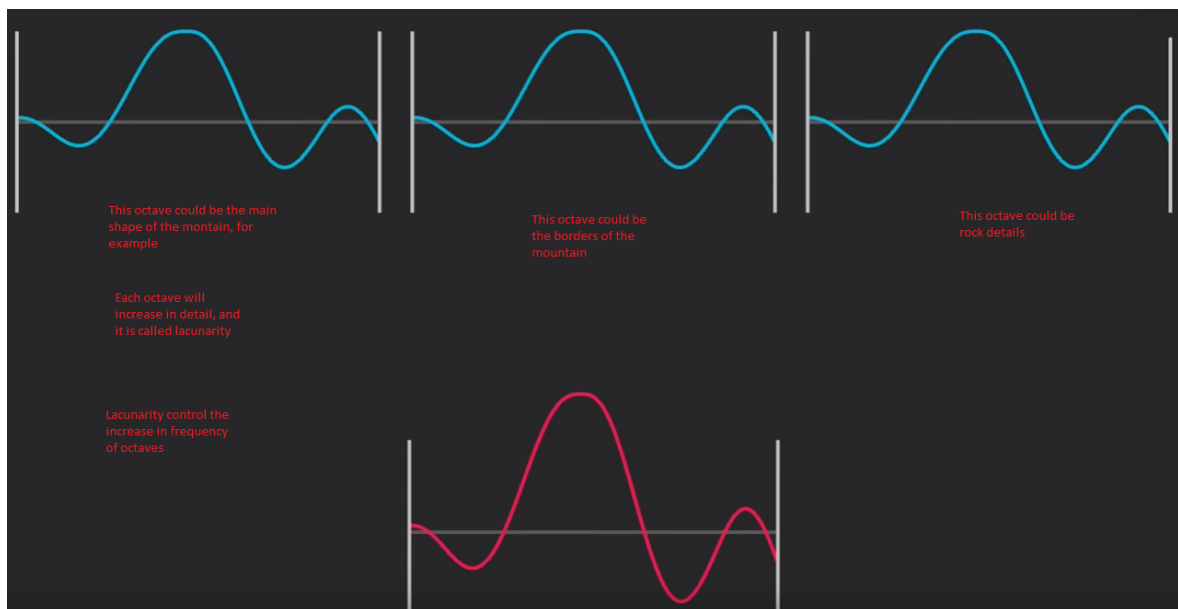 This octave could be the main
shape of the montain, for
example
This octave could be
the borders of the
mountain
This octave could be
rock details
Each octave will
increase in detail, and
it is called lacunarity
Lacunarity control the
increase in frequency
of octaves